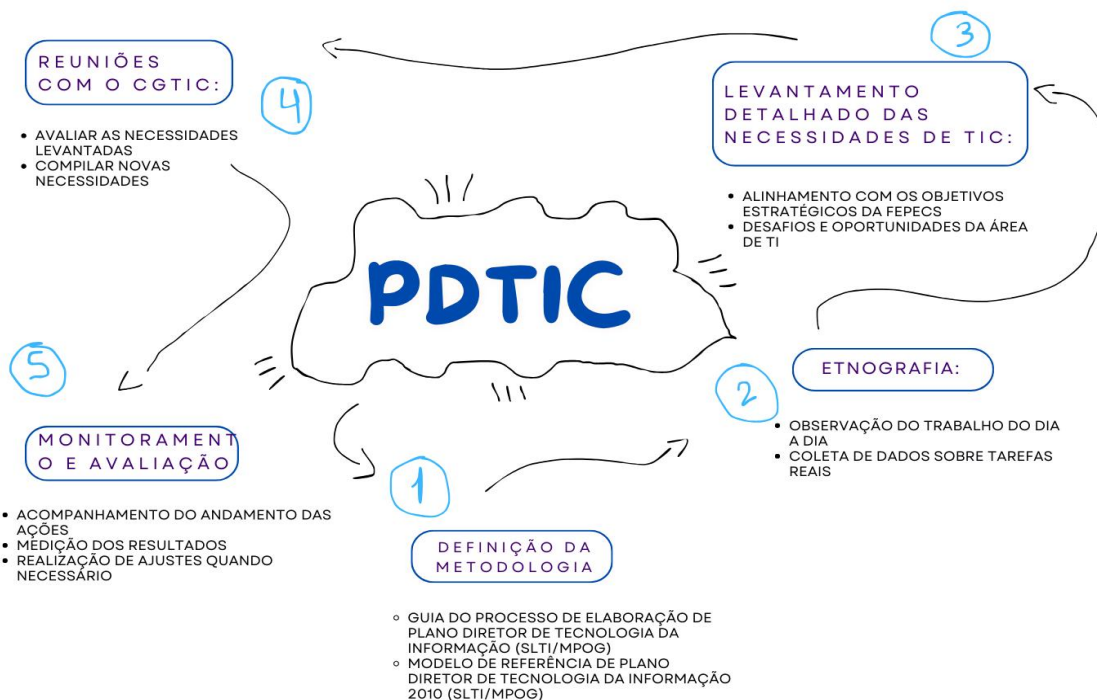 PDTIC
1
DEFINIÇÃO DA
METODOLOGIA
GUIA DO PROCESSO DE ELABORAÇÃO DE
PLANO DIRETOR DE TECNOLOGIA DA
INFORMAÇÃO (SLTI/MPOG)
MODELO DE REFERÊNCIA DE PLANO
DIRETOR DE TECNOLOGIA DA INFORMAÇÃO
2010 (SLTI/MPOG)
2
ETNOGRAFIA:
OBSERVAÇÃO DO TRABALHO DO DIA
A DIA
COLETA DE DADOS SOBRE TAREFAS
REAIS
3
LEVANTAMENTO
DETALHADO DAS
NECESSIDADES DE TIC:
ALINHAMENTO COM OS OBJETIVOS
ESTRATÉGICOS DA FEPECS
DESAFIOS E OPORTUNIDADES DA ÁREA
DE TI
4
REUNIÕES
COM O CGTIC:
AVALIAR AS NECESSIDADES
LEVANTADAS
COMPILAR NOVAS
NECESSIDADES
5
MONITORAMENT
O E AVALIAÇÃO
ACOMPANHAMENTO DO ANDAMENTO DAS
AÇÕES
MEDIÇÃO DOS RESULTADOS
REALIZAÇÃO DE AJUSTES QUANDO
NECESSÁRIO